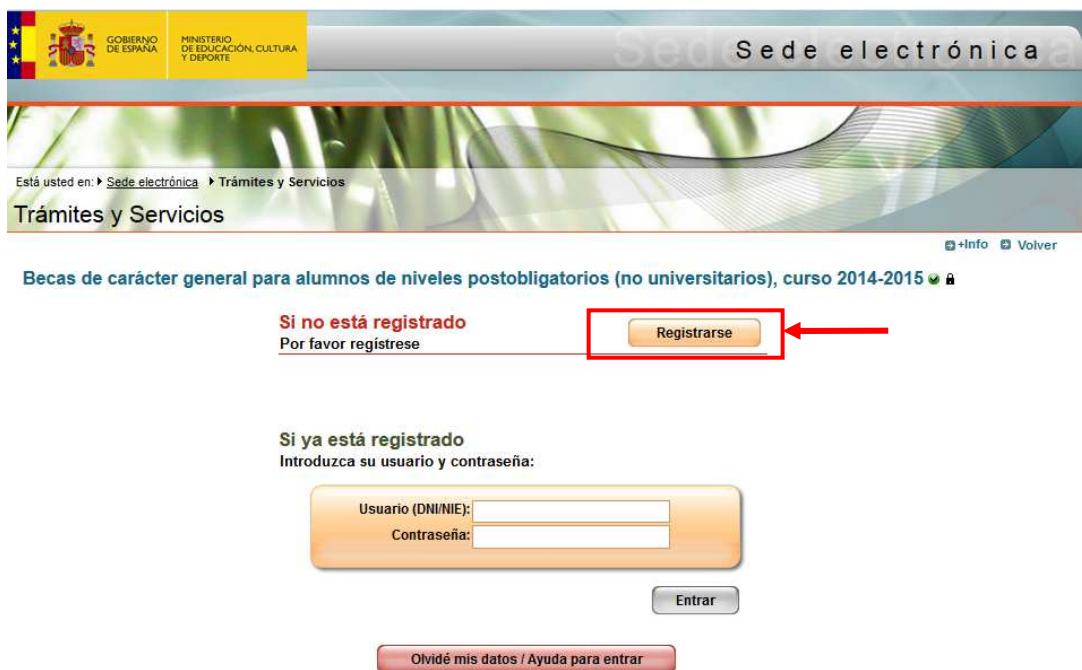 GOBIERNO
DE ESPAÑA
MINISTERIO
DE EDUCACIÓN, CULTURA
Y DEPORTE
Sede electrónica
Está usted en: Sede electrónica Trámites y Servicios
Trámites y Servicios
+Info Volver
Becas de carácter general para alumnos de niveles postobligatorios (no universitarios), curso 2014-2015
Si no está registrado
Por favor regístrese
Registrarse
Si ya está registrado
Introduzca su usuario y contraseña:
Usuario (DNI/NIE):
Contraseña:
Entrar
Olvidé mis datos / Ayuda para entrar